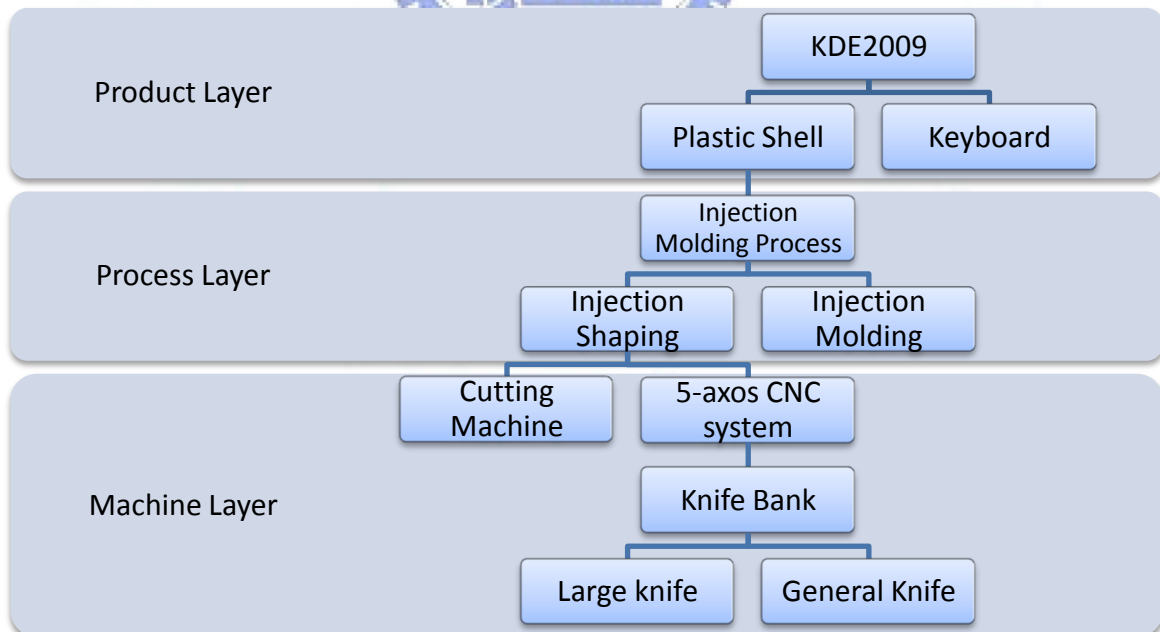 KDE2009
Product Layer
Plastic Shell
Keyboard
Injection
Molding Process
Process Layer
Injection
Shaping
Injection
Molding
Cutting
Machine
5-axos CNC
system
Machine Layer
Knife Bank
Large knife
General Knife